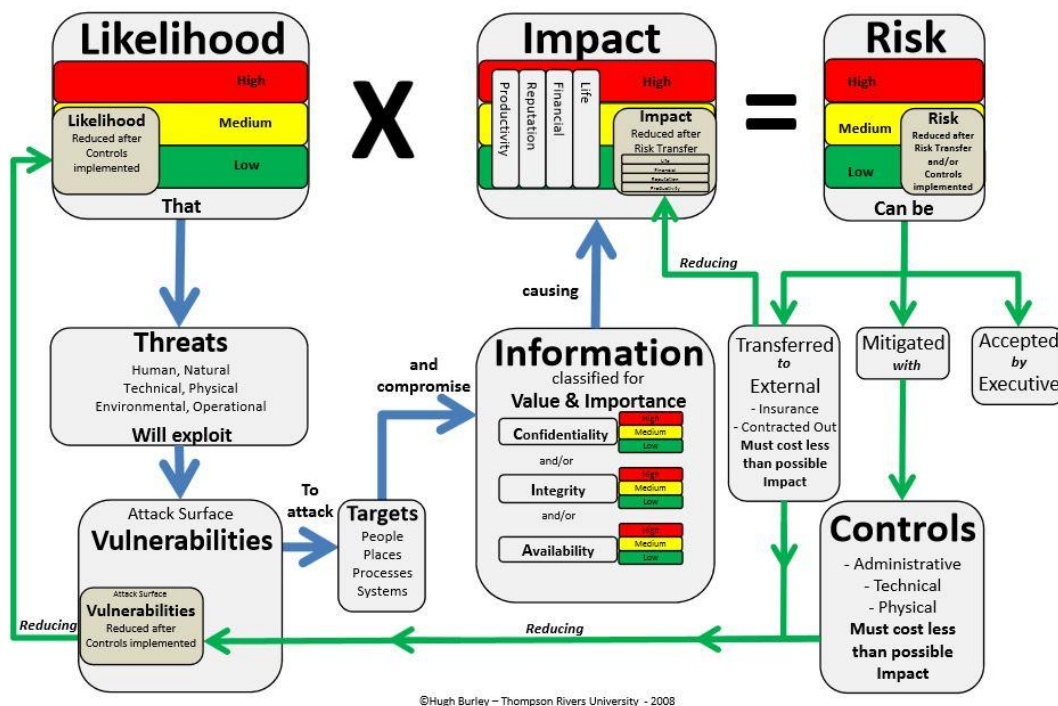 Likelihood
High
Medium
Low
Likelihood
Reduced after
Controls
implemented
That
X
Impact
High
Productivity
Reputation
Financial
Life
Impact
Reduced after
Risk Transfer
Life
Financial
Reputation
Productivity
=
Risk
High
Medium
Low
Risk
Reduced after
Risk Transfer
and/or
Controls
implemented
Can be
Reducing
causing
Threats
Human, Natural
Technical, Physical
Environmental, Operational
Will exploit
and
compromise
Information
classified for
Value & Importance
Confidentiality
High
Medium
Low
and/or
Integrity
High
Medium
Low
and/or
Availability
High
Medium
Low
Transferred
to
External
- Insurance
- Contracted Out
Must cost less
than possible
Impact
Mitigated
with
Accepted
by
Executive
Attack Surface
Vulnerabilities
Attack Surface
Vulnerabilities
Reduced after
Controls implemented
To
attack
Targets
People
Places
Processes
Systems
Controls
- Administrative
- Technical
- Physical
Must cost less
than possible
Impact
Reducing
Reducing
©Hugh Burley – Thompson Rivers University - 2008